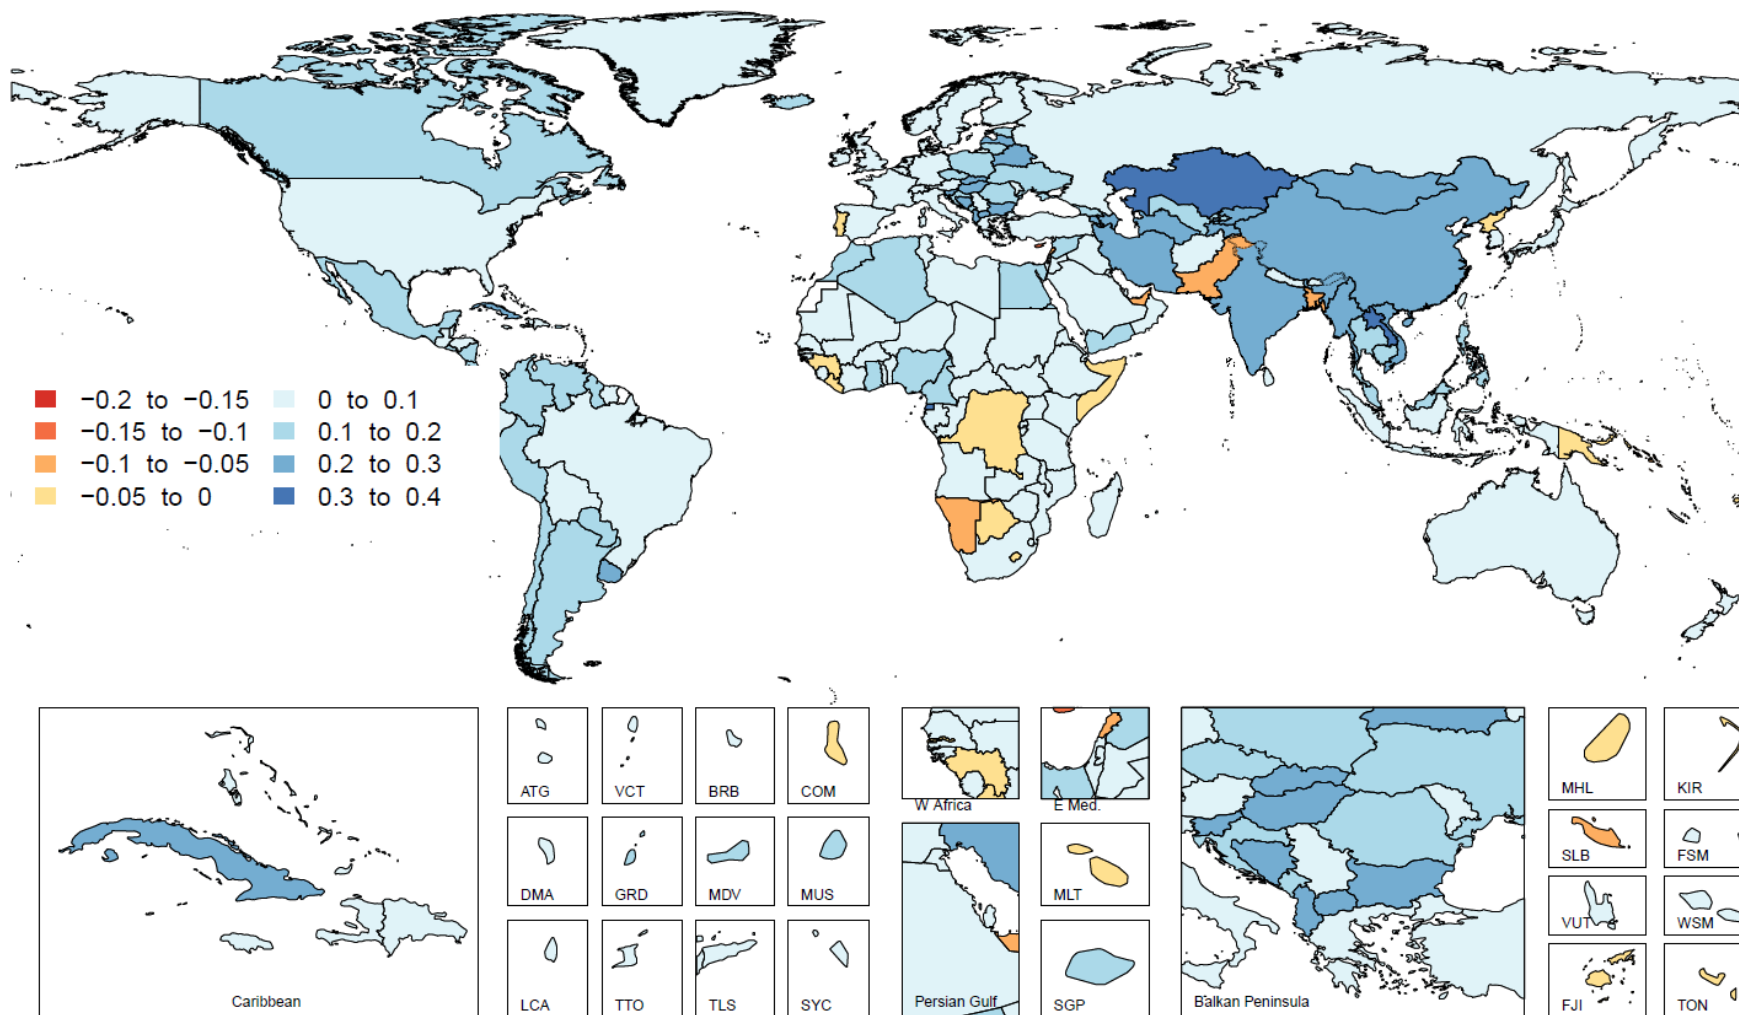 −0.2 to −0.15
−0.15 to −0.1
−0.1 to −0.05
−0.05 to 0
0 to 0.1
0.1 to 0.2
0.2 to 0.3
0.3 to 0.4
Caribbean
ATG
VCT
BRB
COM
DMA
GRD
MDV
MUS
LCA
TTO
TLS
SYC
W Africa
E Med.
Persian Gulf
MLT
SGP
Balkan Peninsula
MHL
KIR
SLB
FSM
VUT
WSM
FJI
TON